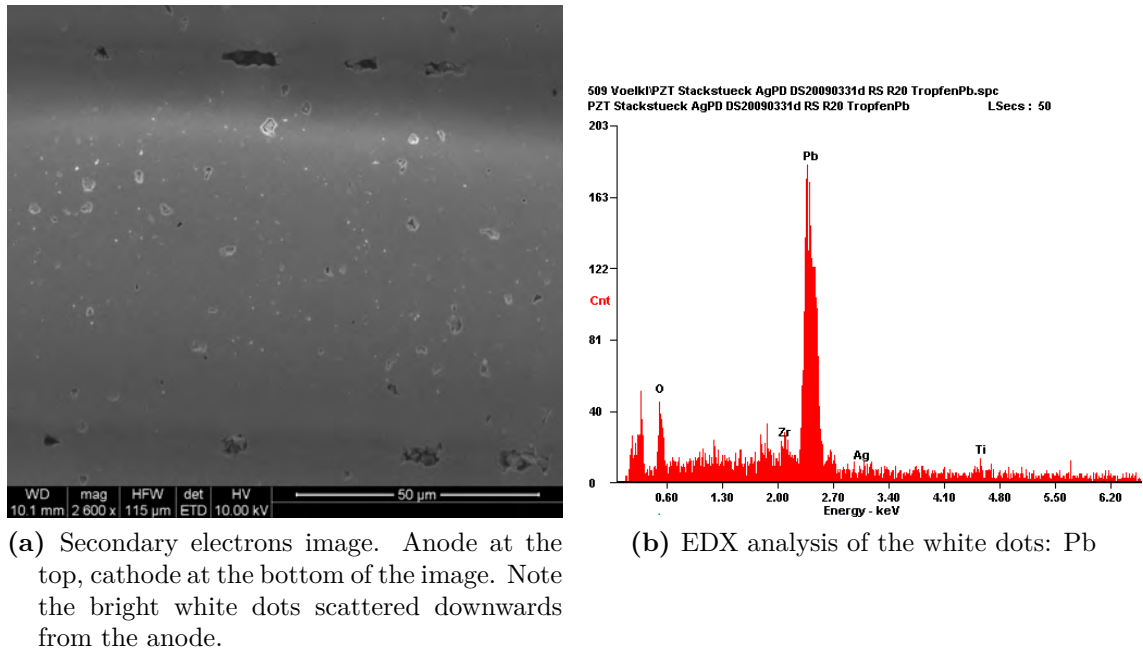 WD mag HFW det HV 50 µm
10.1 mm 2 600 x 115 µm ETD 10.00 kV
(a) Secondary electrons image. Anode at the
top, cathode at the bottom of the image. Note
the bright white dots scattered downwards
from the anode.
509 Voelkl\PZT Stackstueck AgPD DS20090331d RS R20 TropfenPb.spc
PZT Stackstueck AgPD DS20090331d RS R20 TropfenPb LSecs : 50
203
163
122
Cnt
81
40
0
Pb
O
Zr
Ag
Ti
0.60 1.30 2.00 2.70 3.40 4.10 4.80 5.50 6.20
Energy - keV
(b) EDX analysis of the white dots: Pb